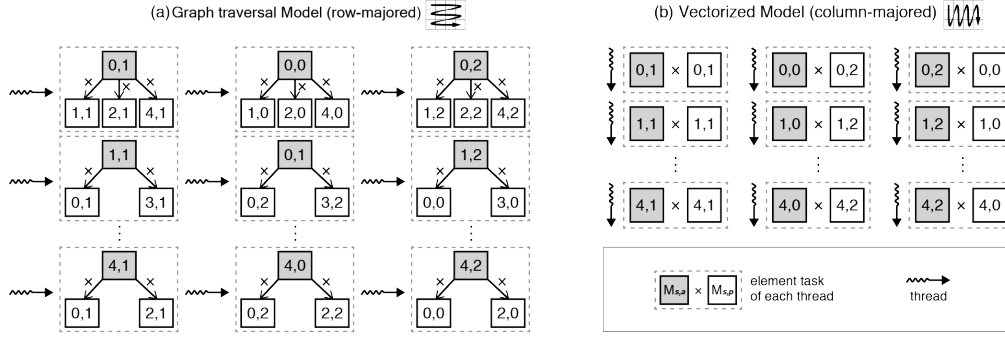 (a) Graph traversal Model (row-majored)
(b) Vectorized Model (column-majored)
0,1 0,0 0,2
× × × × × × × × ×
1,1 2,1 4,1 1,0 2,0 4,0 1,2 2,2 4,2
1,1 0,1 1,2
× × × × × ×
0,1 3,1 0,2 3,2 0,0 3,0
⋮ ⋮ ⋮
4,1 4,0 4,2
× × × × × ×
0,1 2,1 0,2 2,2 0,0 2,0
0,1 × 0,1 0,0 × 0,2 0,2 × 0,0
1,1 × 1,1 1,0 × 1,2 1,2 × 1,0
⋮ ⋮ ⋮
4,1 × 4,1 4,0 × 4,2 4,2 × 4,0
Ms,a × Ms,p
element task
of each thread
thread